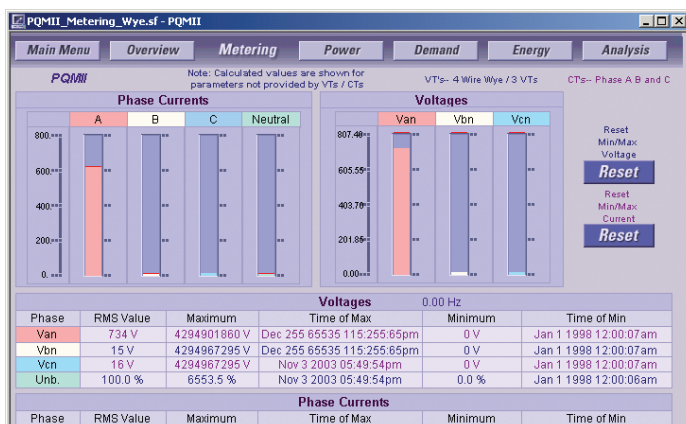 PQMII_Metering_Wye.sf - PQMII
Main Menu Overview Metering Power Demand Energy Analysis
PQMII
Note: Calculated values are shown for
parameters not provided by VTs / CTs
VT's-- 4 Wire Wye / 3 VTs
CT's-- Phase A B and C
Phase Currents
A B C Neutral
800.
600.
400.
200.
0.
Voltages
Van Vbn Vcn
807.40
605.55
403.70
201.85
0.00
Reset
Min/Max
Voltage
Reset
Reset
Min/Max
Current
Reset
Voltages 0.00 Hz
Phase RMS Value Maximum Time of Max Minimum Time of Min
Van 734 V 4294901860 V Dec 255 65535 115:255:65pm 0 V Jan 1 1998 12:00:07am
Vbn 15 V 4294967295 V Dec 255 65535 115:255:65pm 0 V Jan 1 1998 12:00:07am
Vcn 16 V 4294967295 V Nov 3 2003 05:49:54pm 0 V Jan 1 1998 12:00:07am
Unb. 100.0 % 6553.5 % Nov 3 2003 05:49:54pm 0.0 % Jan 1 1998 12:00:06am
Phase Currents
Phase RMS Value Maximum Time of Max Minimum Time of Min